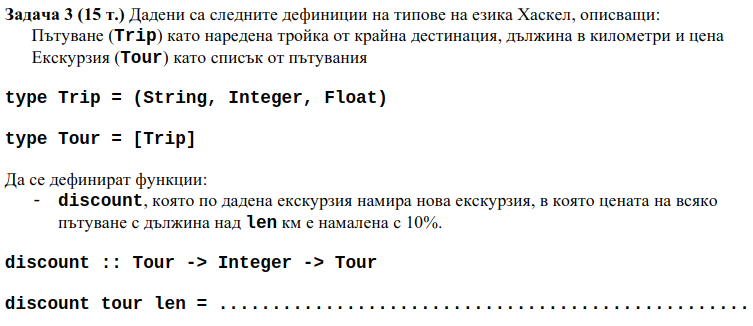 Задача 3 (15 т.) Дадени са следните дефиниции на типове на езика Хаскел, описващи:
Пътуване (Trip) като наредена тройка от крайна дестинация, дължина в километри и цена
Екскурзия (Tour) като списък от пътувания
type Trip = (String, Integer, Float)
type Tour = [Trip]
Да се дефинират функции:
- discount, която по дадена екскурзия намира нова екскурзия, в която цената на всяко
пътуване с дължина над len км е намалена с 10%.
discount :: Tour -> Integer -> Tour
discount tour len = ..................................................